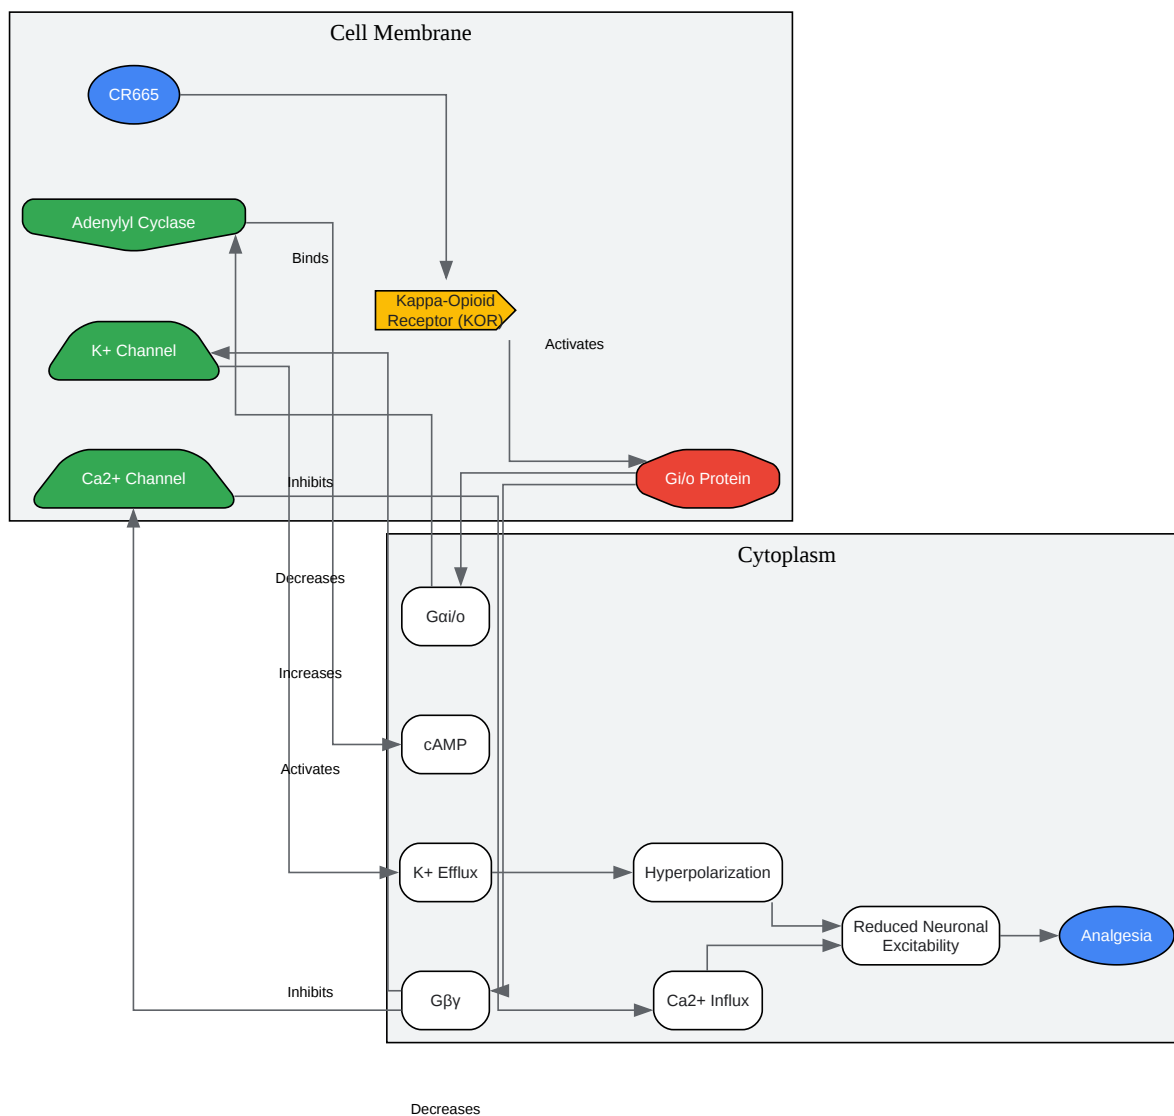 Cell Membrane
CR665
Adenylyl Cyclase
Binds
Kappa-Opioid
Receptor (KOR)
Activates
K+ Channel
Ca2+ Channel
Inhibits
Gi/o Protein
Cytoplasm
Decreases
Gαi/o
Increases
cAMP
Activates
K+ Efflux
Hyperpolarization
Reduced Neuronal
Excitability
Analgesia
Inhibits
Gβγ
Ca2+ Influx
Decreases